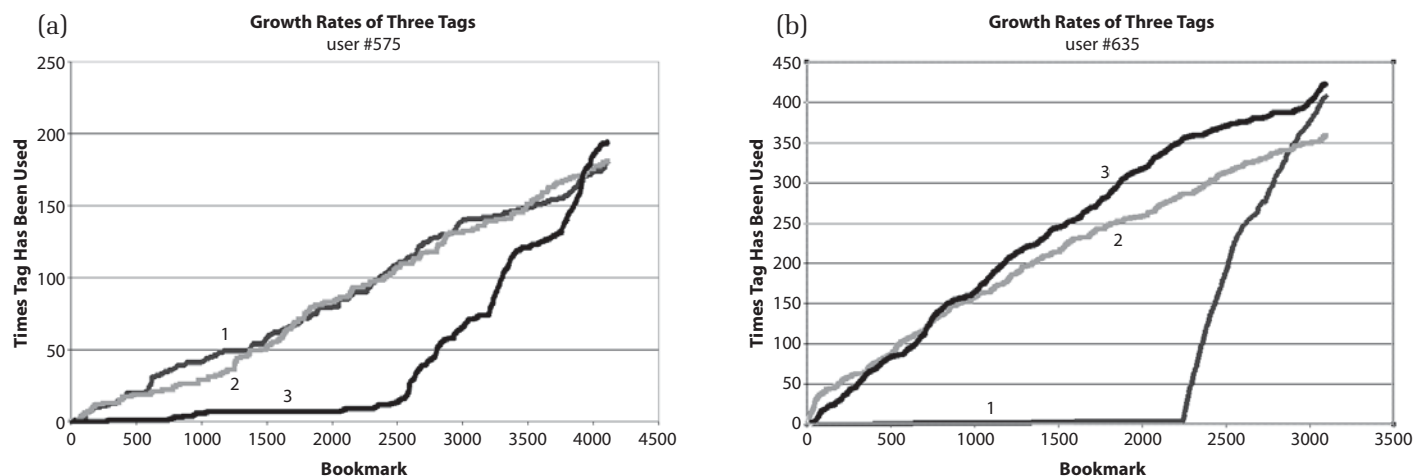 (a)
Growth Rates of Three Tags
user #575
250
200
150
100
50
0
Times Tag Has Been Used
1
2
3
0 500 1000 1500 2000 2500 3000 3500 4000 4500
Bookmark
(b)
Growth Rates of Three Tags
user #635
450
400
350
300
250
200
150
100
50
0
Times Tag Has Been Used
3
2
1
0 500 1000 1500 2000 2500 3000 3500
Bookmark